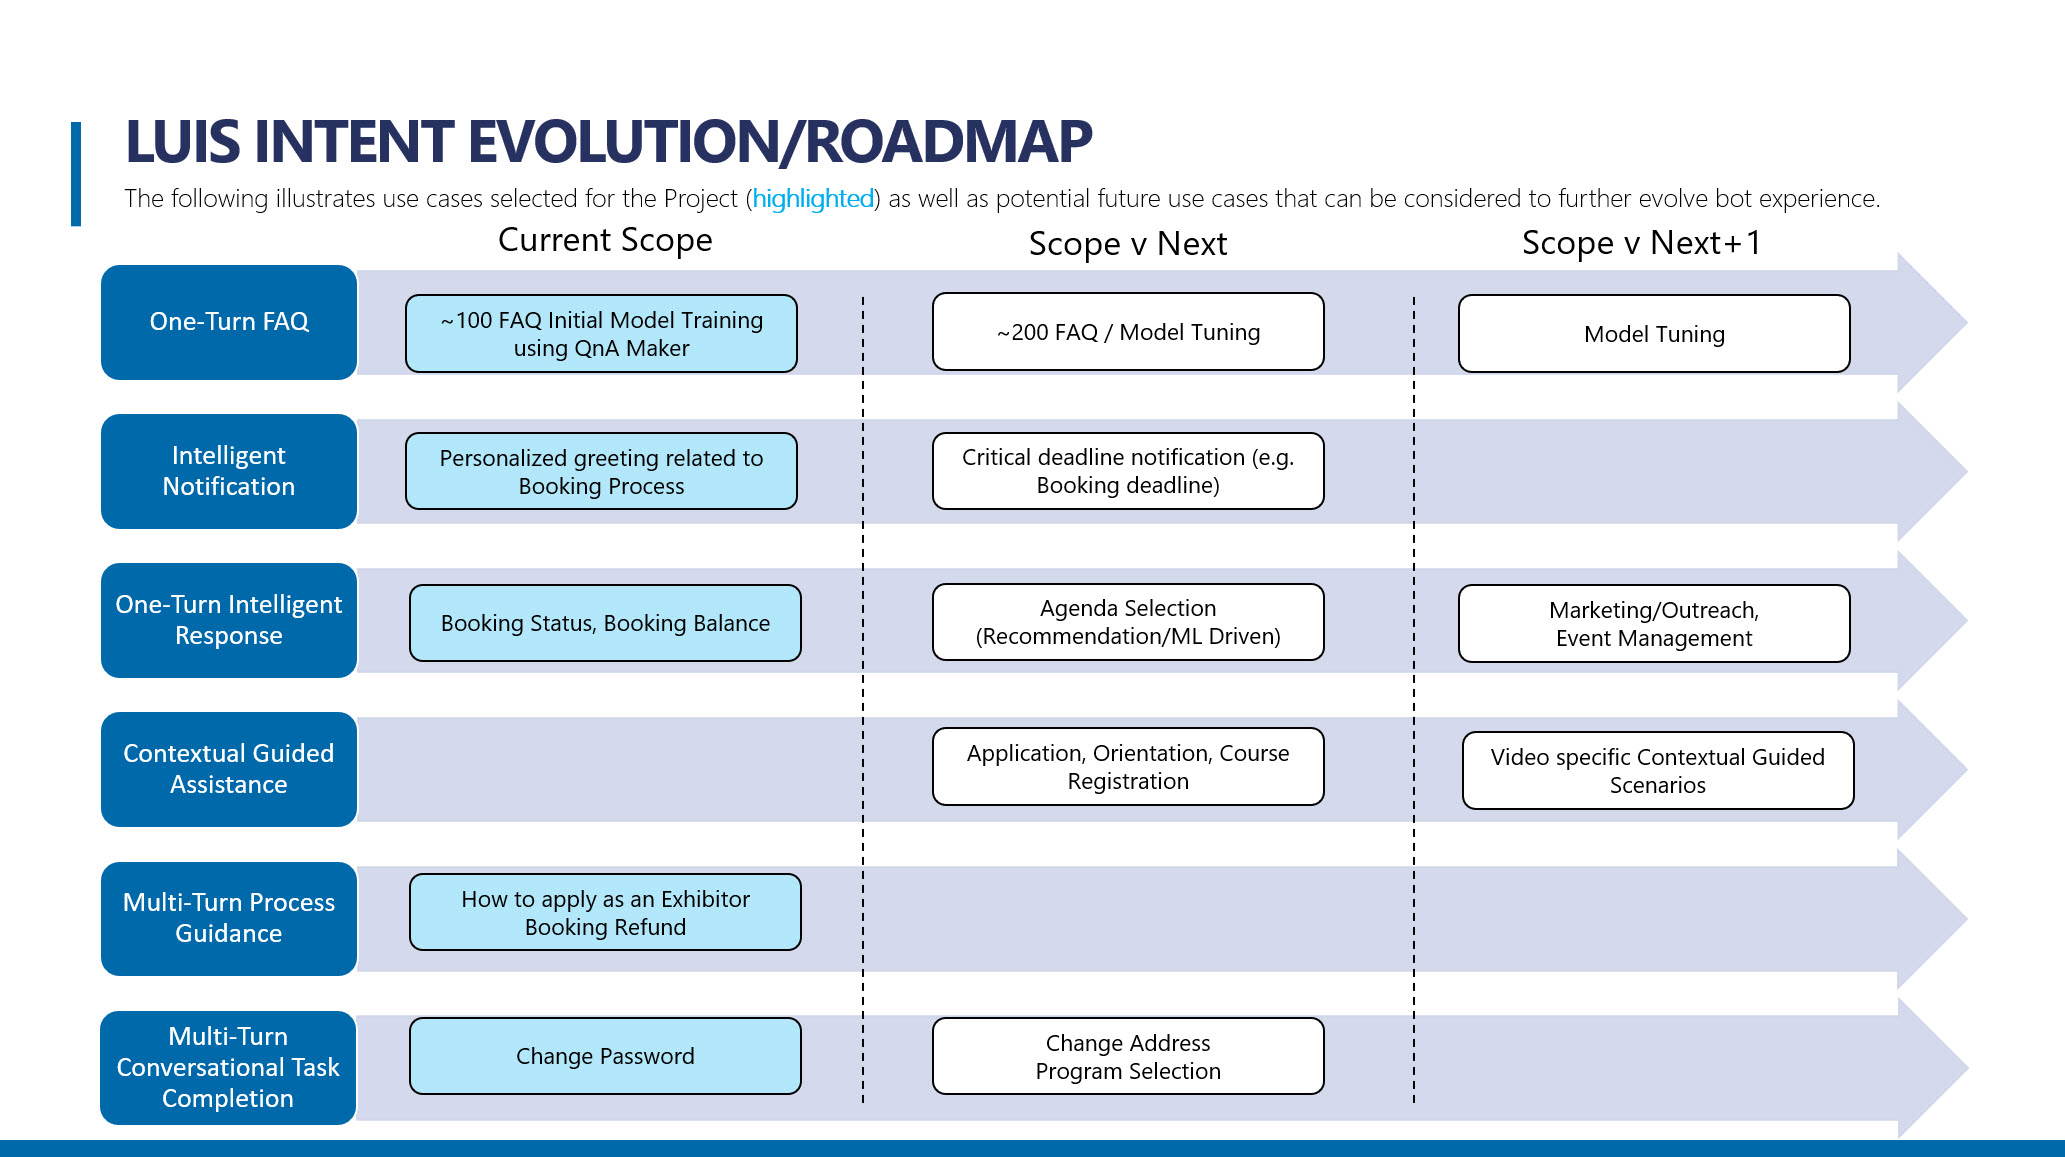 LUIS INTENT EVOLUTION/ROADMAP
The following illustrates use cases selected for the Project (highlighted) as well as potential future use cases that can be considered to further evolve bot experience.
Current Scope
Scope v Next
Scope v Next+1
One-Turn FAQ
~100 FAQ Initial Model Training
using QnA Maker
~200 FAQ / Model Tuning
Model Tuning
Intelligent
Notification
Personalized greeting related to
Booking Process
Critical deadline notification (e.g.
Booking deadline)
One-Turn Intelligent
Response
Booking Status, Booking Balance
Agenda Selection
(Recommendation/ML Driven)
Marketing/Outreach,
Event Management
Contextual Guided
Assistance
Application, Orientation, Course
Registration
Video specific Contextual Guided
Scenarios
Multi-Turn Process
Guidance
How to apply as an Exhibitor
Booking Refund
Multi-Turn
Conversational Task
Completion
Change Password
Change Address
Program Selection